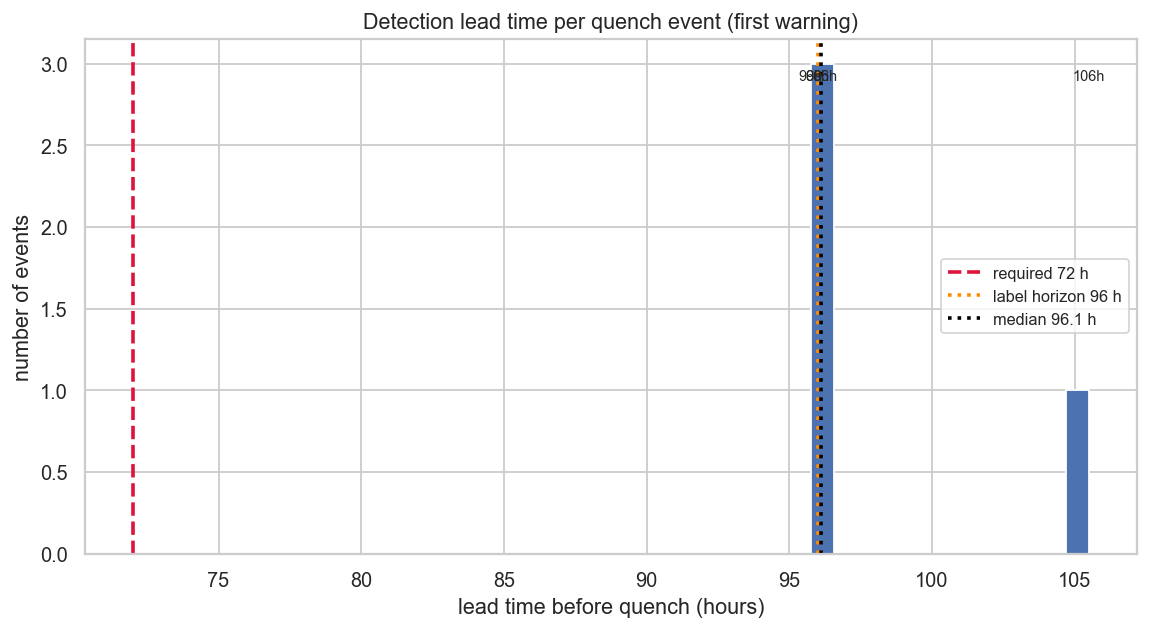 Detection lead time per quench event (first warning)
number of events
3.0
2.5
2.0
1.5
1.0
0.5
0.0
106h
required 72 h
label horizon 96 h
median 96.1 h
75
80
85
90
95
100
105
lead time before quench (hours)